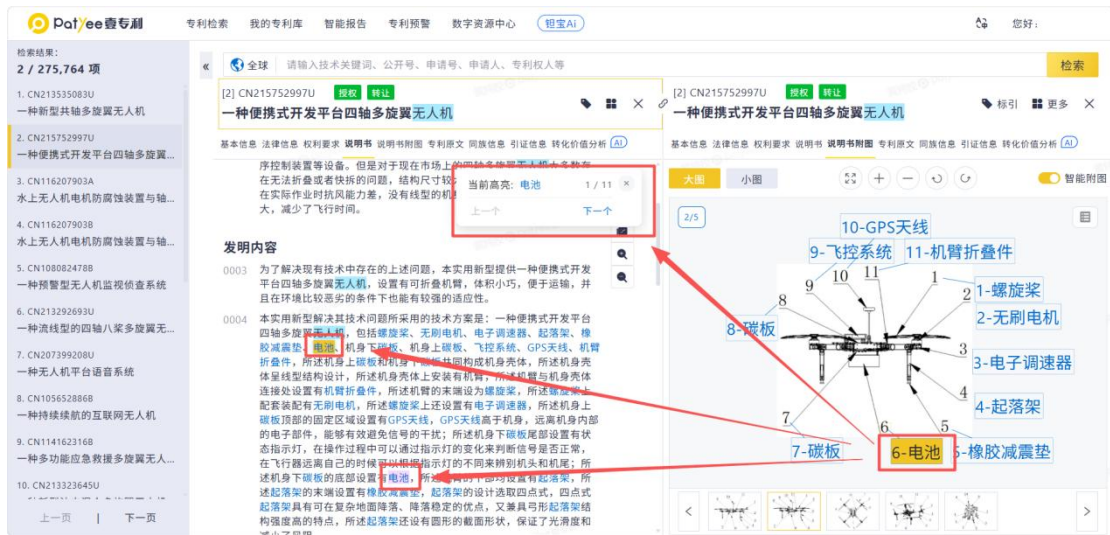 Patyee壹专利 专利检索 我的专利库 智能报告 专利预警 数字资源中心 钽宝Ai 您好:
检索结果:
2 / 275,764 项
1. CN213535083U
一种新型共轴多旋翼无人机
2. CN215752997U
一种便携式开发平台四轴多旋翼...
3. CN116207903A
水上无人机电机防腐蚀装置与轴...
4. CN116207903B
水上无人机电机防腐蚀装置与轴...
5. CN108082478B
一种预警型无人机监视侦查系统
6. CN213292693U
一种流线型的四轴八桨多旋翼无...
7. CN207399208U
一种无人机平台语音系统
8. CN105652886B
一种持续续航的互联网无人机
9. CN114162316B
一种多功能应急救援多旋翼无人...
10. CN213323645U
上一页 | 下一页
« 全球 请输入技术关键词、公开号、申请号、申请人、专利权人等 检索
[2] CN215752997U 授权 转让
一种便携式开发平台四轴多旋翼无人机
基本信息 法律信息 权利要求 说明书 说明书附图 专利原文 同族信息 引证信息 转化价值分析 AI
序控制装置等设备。但是对于现在市场上的四轴多旋翼无人机大多数存
在无法折叠或者快拆的问题，结构尺寸较
在实际作业时抗风能力差，没有线型的机
大，减少了飞行时间。
当前高亮: 电池 1 / 11 ×
上一个 下一个
发明内容
0003 为了解决现有技术中存在的上述问题，本实用新型提供一种便携式开发
平台四轴多旋翼无人机，设置有可折叠机臂，体积小巧，便于运输，并
且在环境比较恶劣的条件下也能有较强的适应性。
0004 本实用新型解决其技术问题所采用的技术方案是：一种便携式开发平台
四轴多旋翼无人机，包括螺旋桨、无刷电机、电子调速器、起落架、橡
胶减震垫、电池、机身下碳板、机身上碳板、飞控系统、GPS天线、机臂
折叠件，所述机身上碳板和机身下碳板共同构成机身壳体，所述机身壳
体呈线型结构设计，所述机身壳体上安装有机臂，所述机臂与机身壳体
连接处设置有机臂折叠件，所述机臂的末端设为螺旋桨，所述螺旋桨上
配套装配有无刷电机，所述螺旋桨上还设置有电子调速器，所述机身上
碳板顶部的固定区域设置有GPS天线，GPS天线高于机身，远离机身内部
的电子部件，能够有效避免信号的干扰；所述机身下碳板尾部设置有状
态指示灯，在操作过程中可以通过指示灯的变化来判断信号是否正常，
在飞行器远离自己的时候可以根据指示灯的不同来辨别机头和机尾；所
述机身下碳板的底部设置有电池，所述机臂的下部均设置有起落架，所
述起落架的末端设置有橡胶减震垫，起落架的设计选取四点式，四点式
起落架具有可在复杂地面降落、降落稳定的优点，又兼具弓形起落架结
构强度高的特点，所述起落架还设有圆形的截面形状，保证了光滑度和
减小了风阻
[2] CN215752997U 授权 转让
一种便携式开发平台四轴多旋翼无人机 标引 更多
基本信息 法律信息 权利要求 说明书 说明书附图 专利原文 同族信息 引证信息 转化价值分析 AI
大图 小图 智能附图
2/5
10-GPS天线
9-飞控系统 11-机臂折叠件
1-螺旋桨
2-无刷电机
8-碳板
3-电子调速器
4-起落架
7-碳板 6-电池 5-橡胶减震垫
9 10 11 1
8 2
3
4
7 6 5